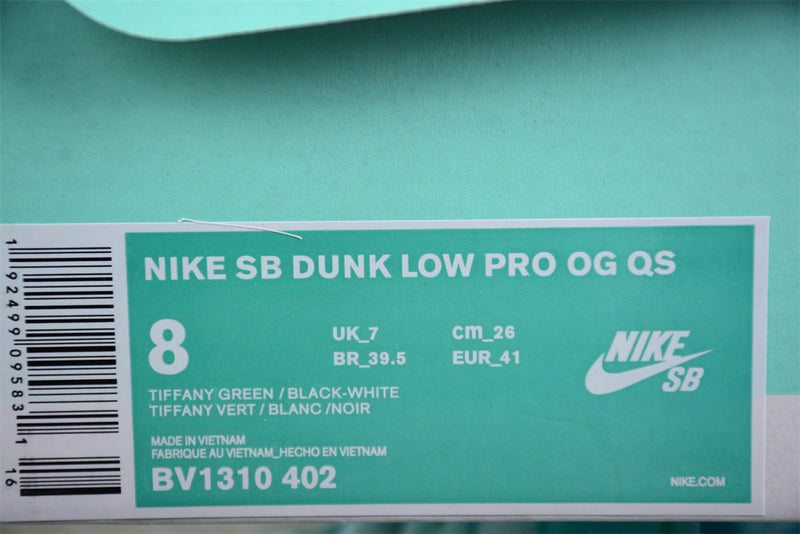 NIKE SB DUNK LOW PRO OG QS
8
UK_7 cm_26
BR_39.5 EUR_41
NIKE
SB
TIFFANY GREEN / BLACK-WHITE
TIFFANY VERT / BLANC /NOIR
MADE IN VIETNAM
FABRIQUE AU VIETNAM_HECHO EN VIETNAM
BV1310 402
NIKE.COM
1 92499 09583 1 16